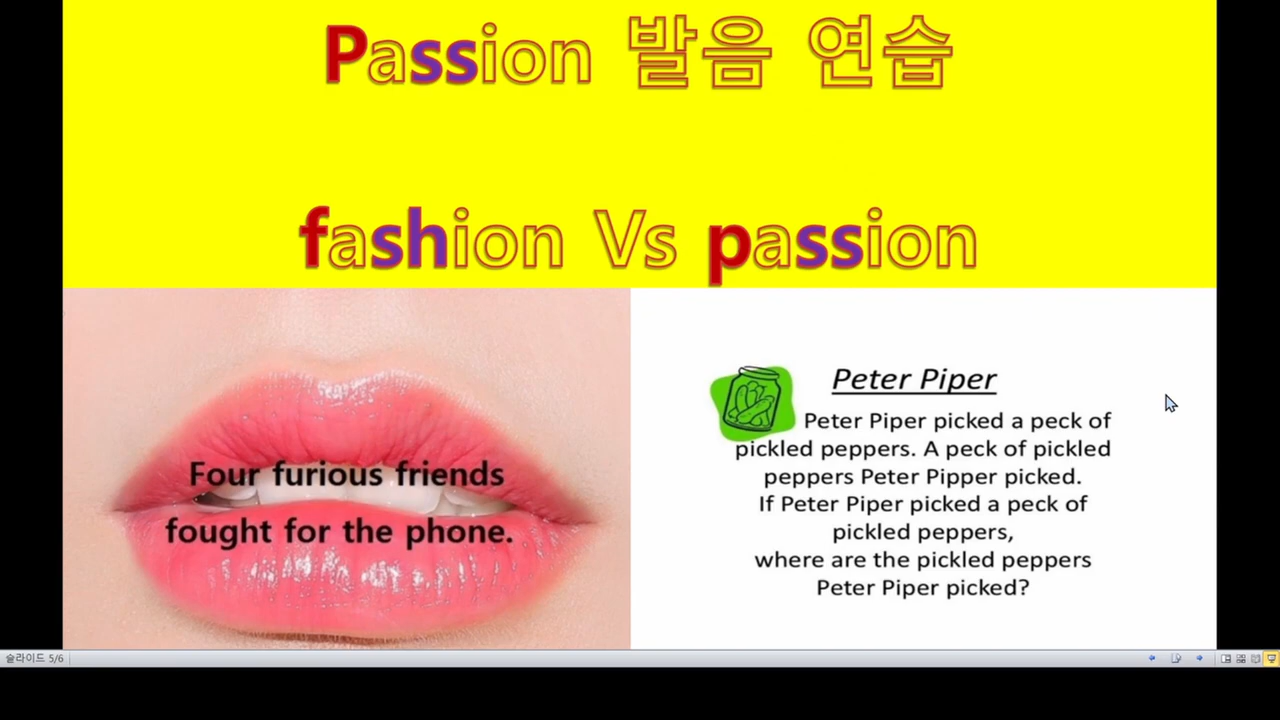 Passion 발음 연습
fashion Vs passion
Four furious friends
fought for the phone.
Peter Piper
Peter Piper picked a peck of
pickled peppers. A peck of pickled
peppers Peter Pipper picked.
If Peter Piper picked a peck of
pickled peppers,
where are the pickled peppers
Peter Piper picked?
슬라이드 5/6